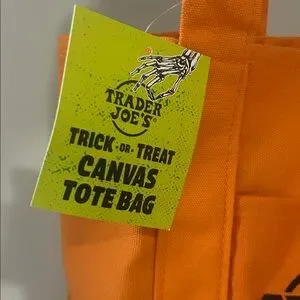 TRADER
JOE'S
TRICK-OR-TREAT
CANVAS
TOTE BAG